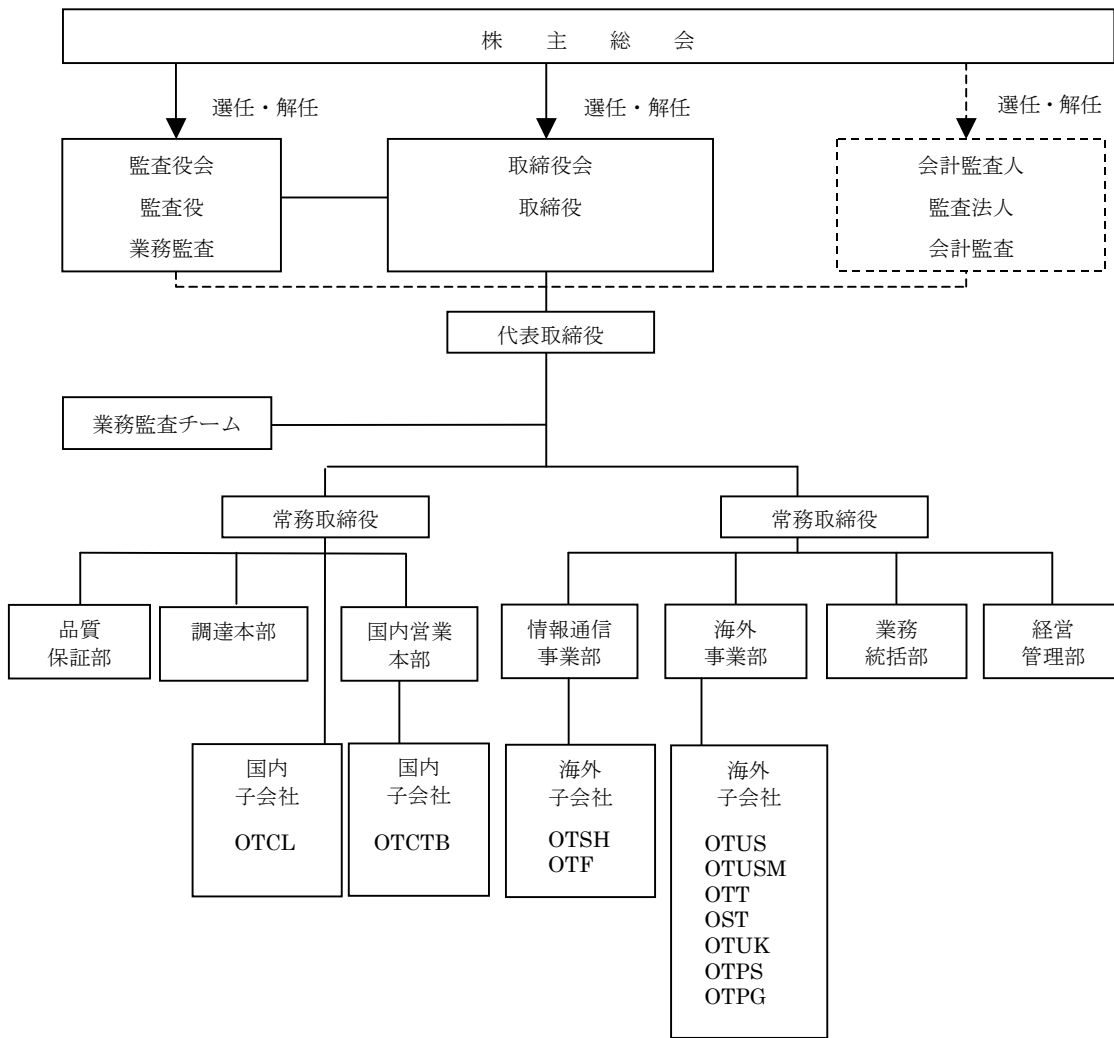 株 主 総 会
選任・解任
選任・解任
選任・解任
監査役会
監査役
業務監査
取締役会
取締役
会計監査人
監査法人
会計監査
代表取締役
業務監査チーム
常務取締役
常務取締役
品質
保証部
調達本部
国内営業
本部
情報通信
事業部
海外
事業部
業務
統括部
経営
管理部
国内
子会社
OTCL
国内
子会社
OTCTB
海外
子会社
OTSH
OTF
海外
子会社
OTUS
OTUSM
OTT
OST
OTUK
OTPS
OTPG